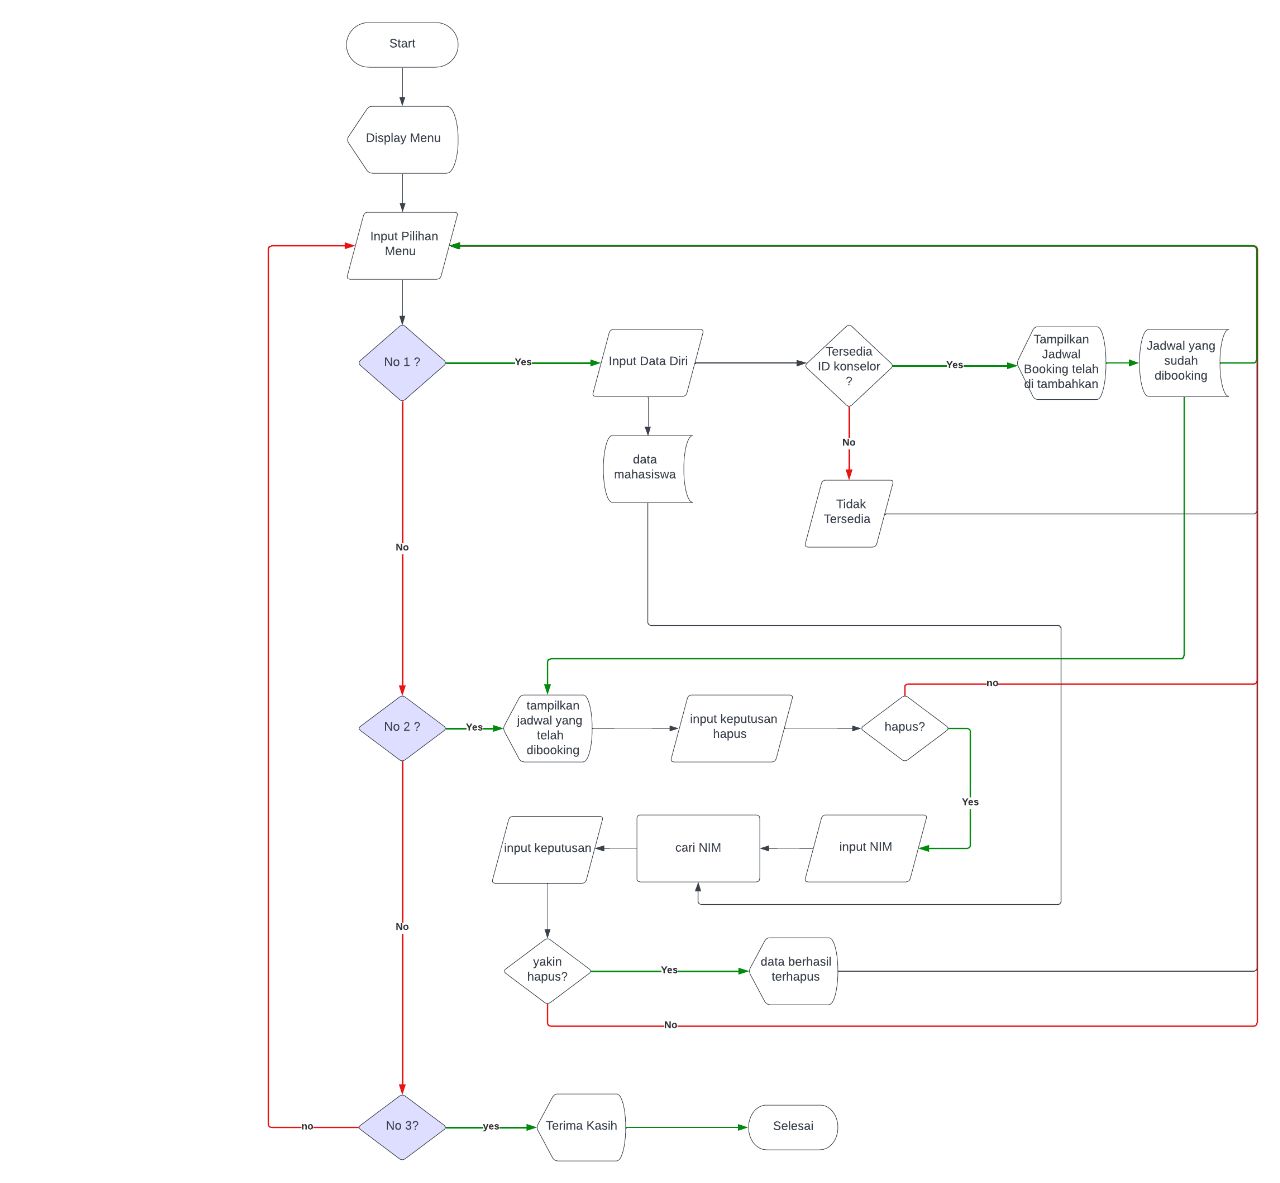 Start
Display Menu
Input Pilihan
Menu
No 1 ?
Yes
Input Data Diri
Tersedia
ID konselor
?
Yes
Tampilkan
Jadwal
Booking telah
di tambahkan
Jadwal yang
sudah
dibooking
No
data
mahasiswa
Tidak
Tersedia
No
no
No 2 ?
Yes
tampilkan
jadwal yang
telah
dibooking
input keputusan
hapus
hapus?
Yes
input keputusan
cari NIM
input NIM
No
yakin
hapus?
Yes
data berhasil
terhapus
No
no
No 3?
yes
Terima Kasih
Selesai